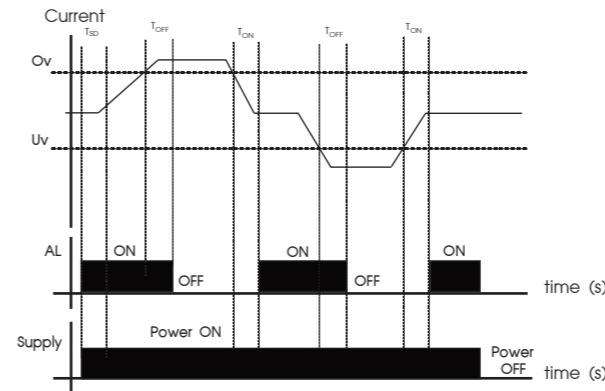 Current
TSD TOFF TON TOFF TON
Ov
Uv
AL ON ON ON
OFF OFF
time (s)
Supply Power ON
Power
OFF
time (s)